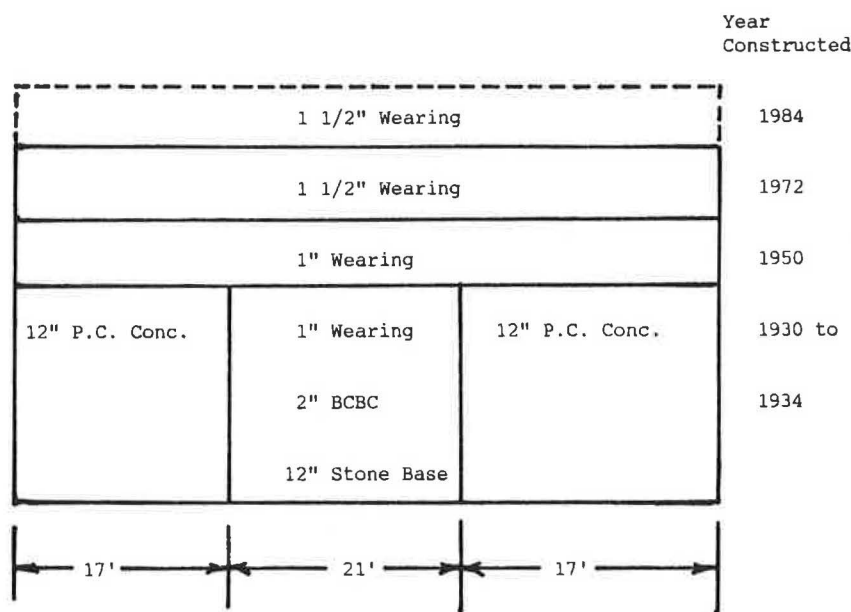 Year
Constructed
1 1/2" Wearing 1984
1 1/2" Wearing 1972
1" Wearing 1950
12" P.C. Conc. 1" Wearing 12" P.C. Conc. 1930 to
2" BCBC 1934
12" Stone Base
17' 21' 17'